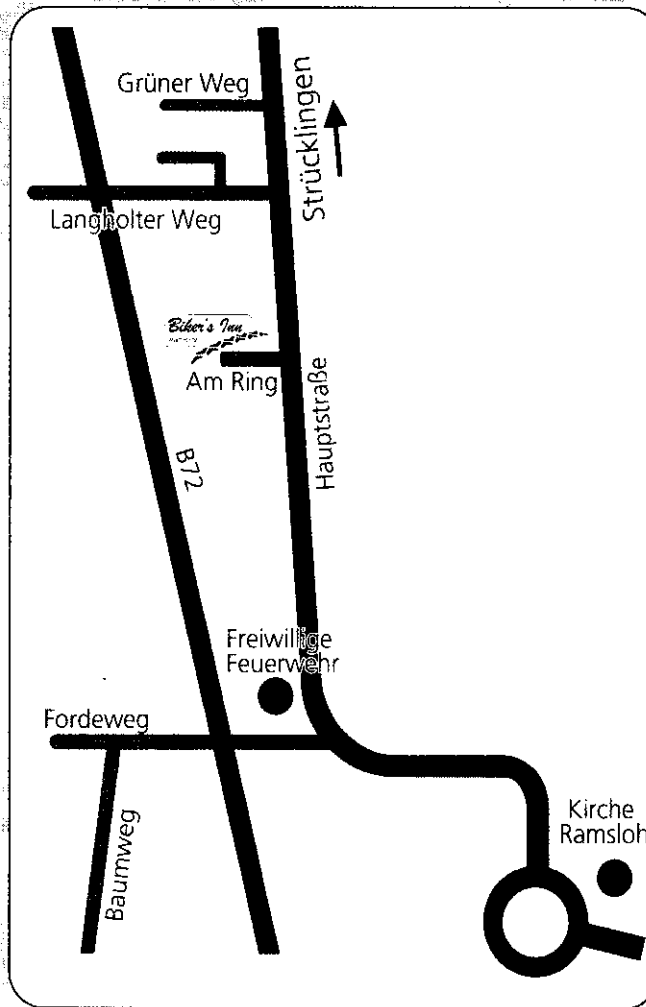 Grüner Weg
Strücklingen
Langholter Weg
Biker's Inn
Am Ring
Hauptstraße
B72
Freiwillige
Feuerwehr
Fordeweg
Baumweg
Kirche
Ramsloh